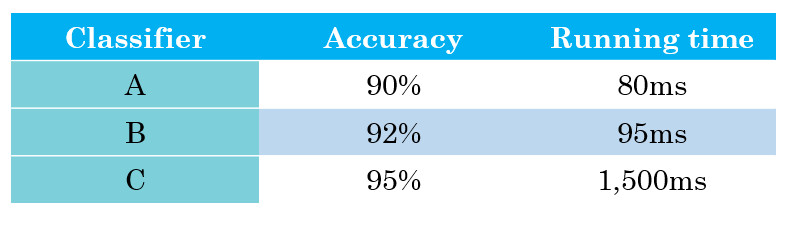 Classifier Accuracy Running time
A 90% 80ms
B 92% 95ms
C 95% 1,500ms